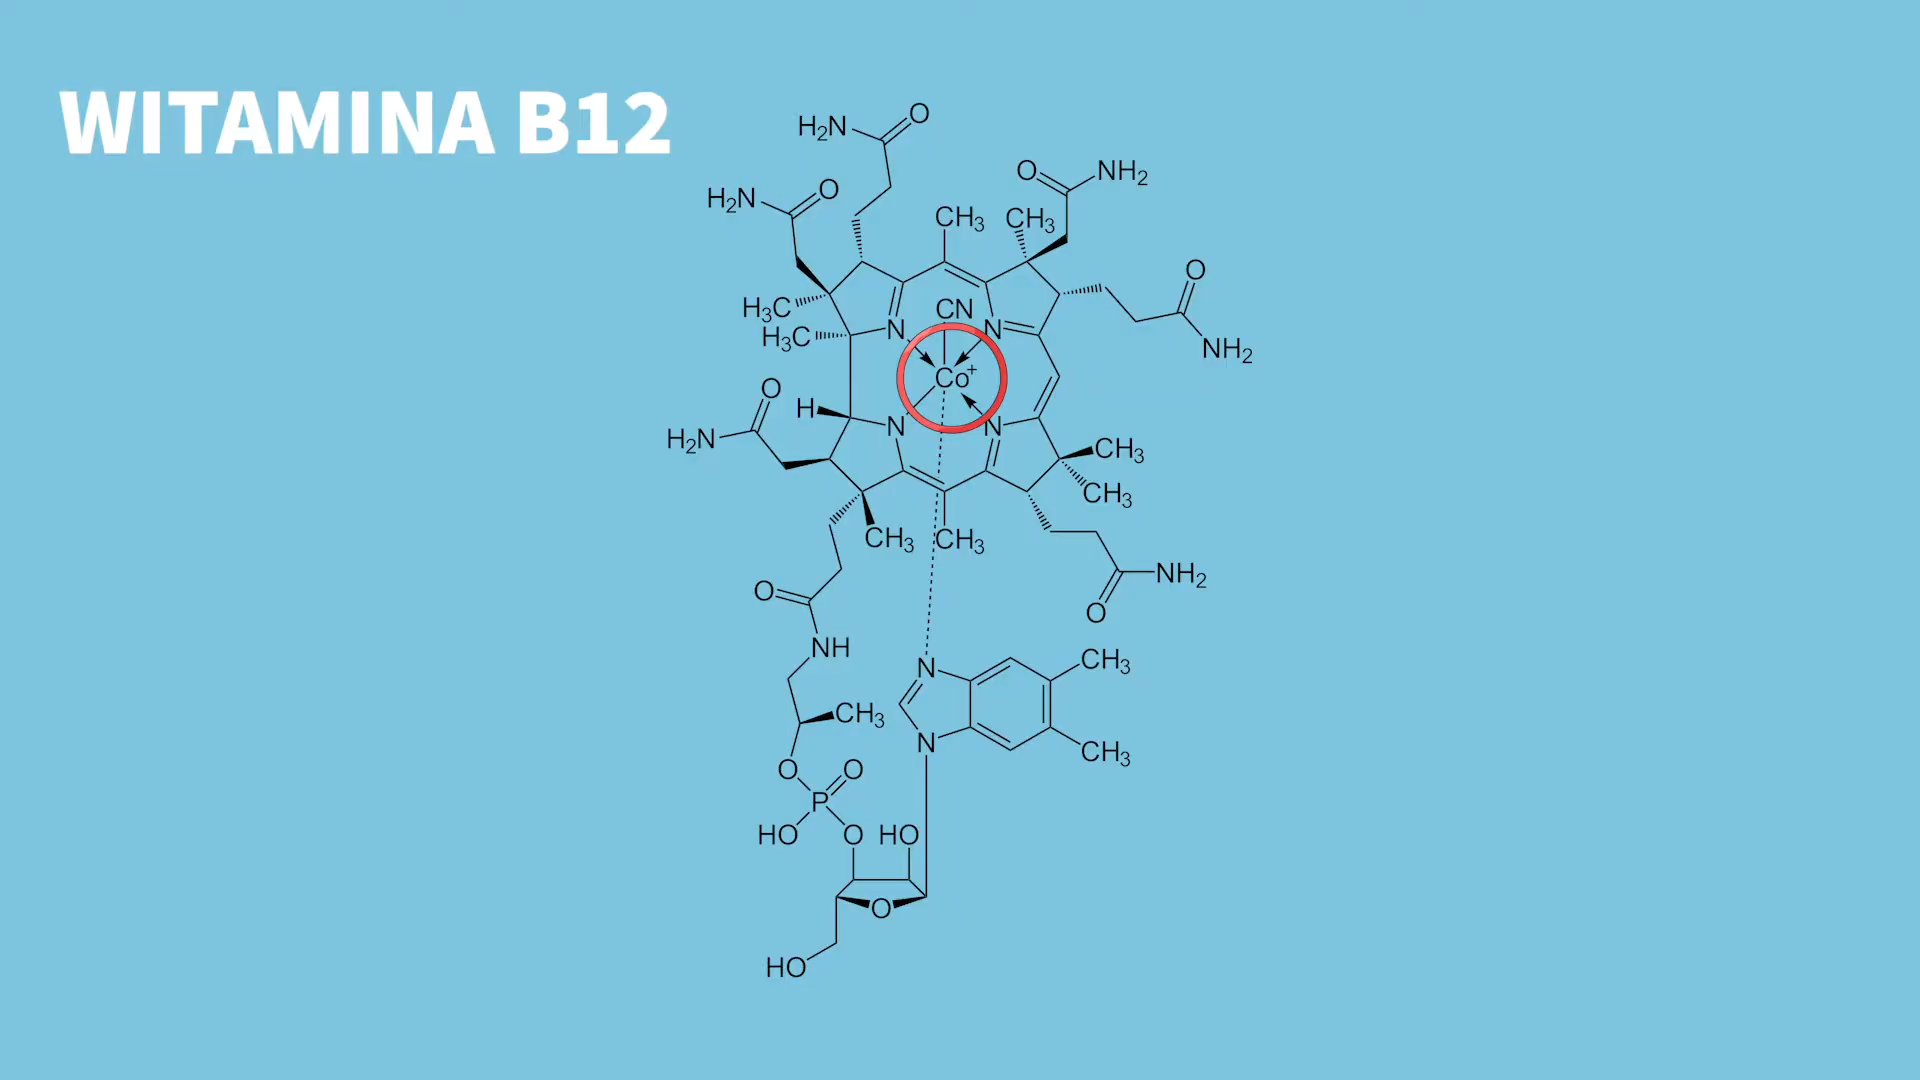 WITAMINA B12
H₂N O
O NH₂
H₂N O
CH₃ CH₃
O
H₃C CN
H₃C N N
NH₂
Co⁺
O
H
H₂N N N
CH₃
CH₃
CH₃ CH₃
NH₂
O
O
NH
N CH₃
CH₃
N CH₃
O O
P
HO O HO
O
HO